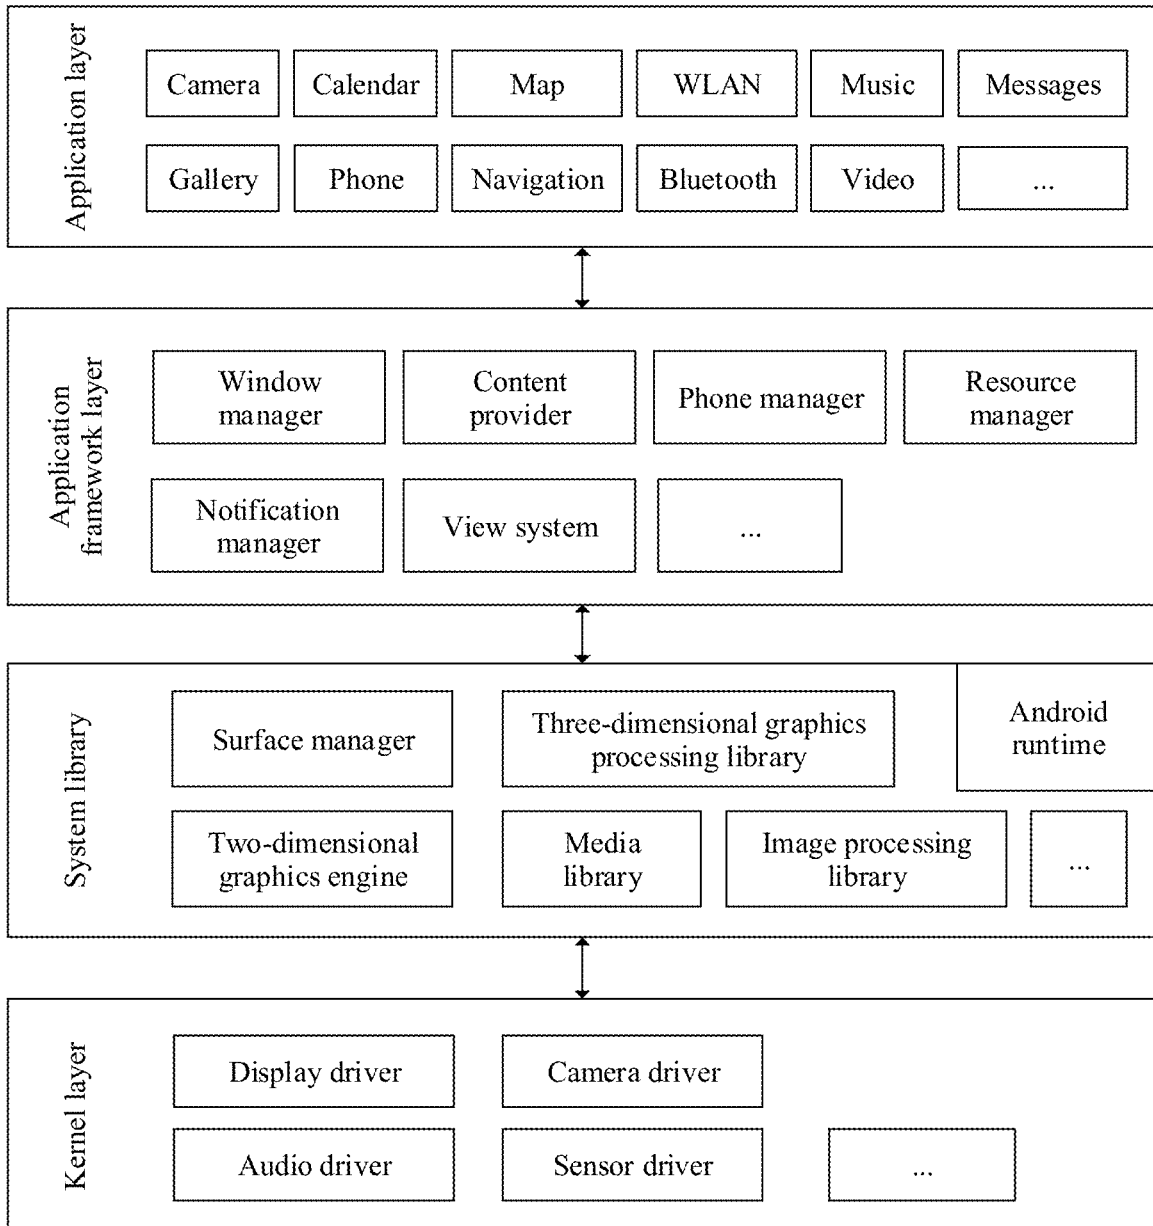 Application layer
Camera
Calendar
Map
WLAN
Music
Messages
Gallery
Phone
Navigation
Bluetooth
Video
...
Application
framework layer
Window
manager
Content
provider
Phone manager
Resource
manager
Notification
manager
View system
...
System library
Surface manager
Three-dimensional graphics
processing library
Android
runtime
Two-dimensional
graphics engine
Media
library
Image processing
library
...
Kernel layer
Display driver
Camera driver
Audio driver
Sensor driver
...